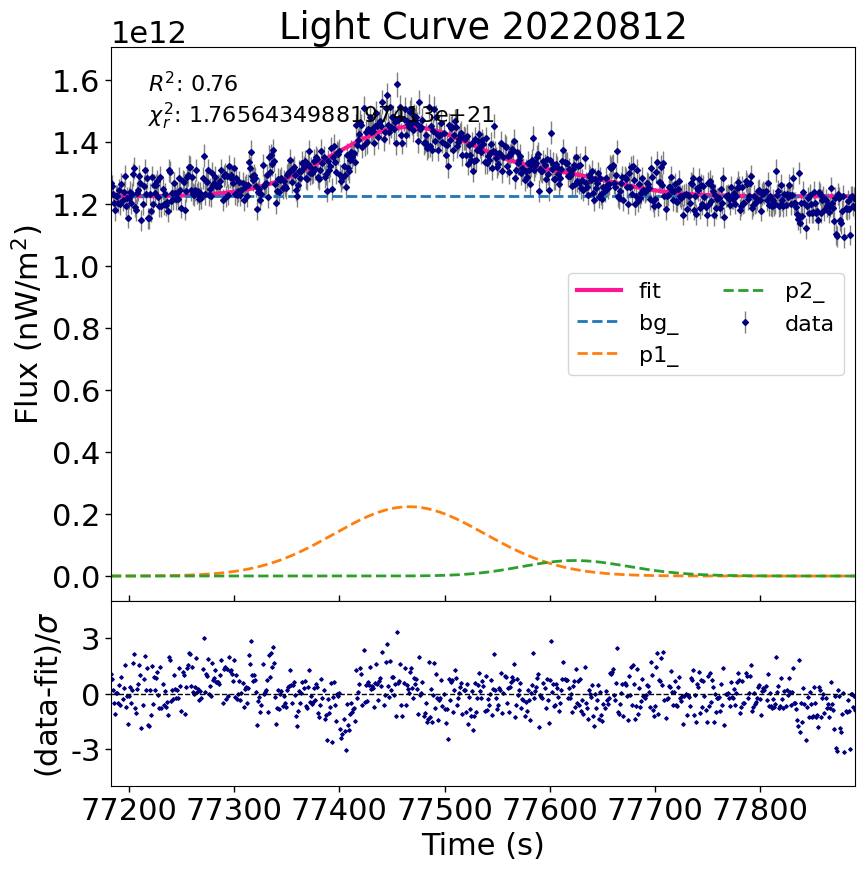 Light Curve 20220812
1e12
R²: 0.76
χ²ᵣ: 1.7656434988197413e+21
1.6
1.4
1.2
1.0
0.8
0.6
0.4
0.2
0.0
Flux (nW/m²)
fit
bg_
p1_
p2_
data
3
0
-3
(data-fit)/σ
77200 77300 77400 77500 77600 77700 77800
Time (s)